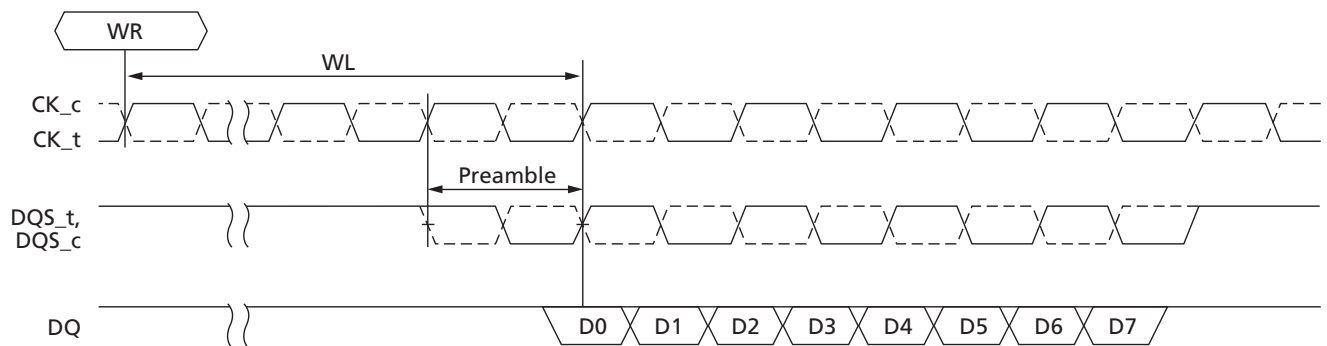 WR
WL
CK_c
CK_t
Preamble
DQS_t,
DQS_c
DQ
D0 D1 D2 D3 D4 D5 D6 D7